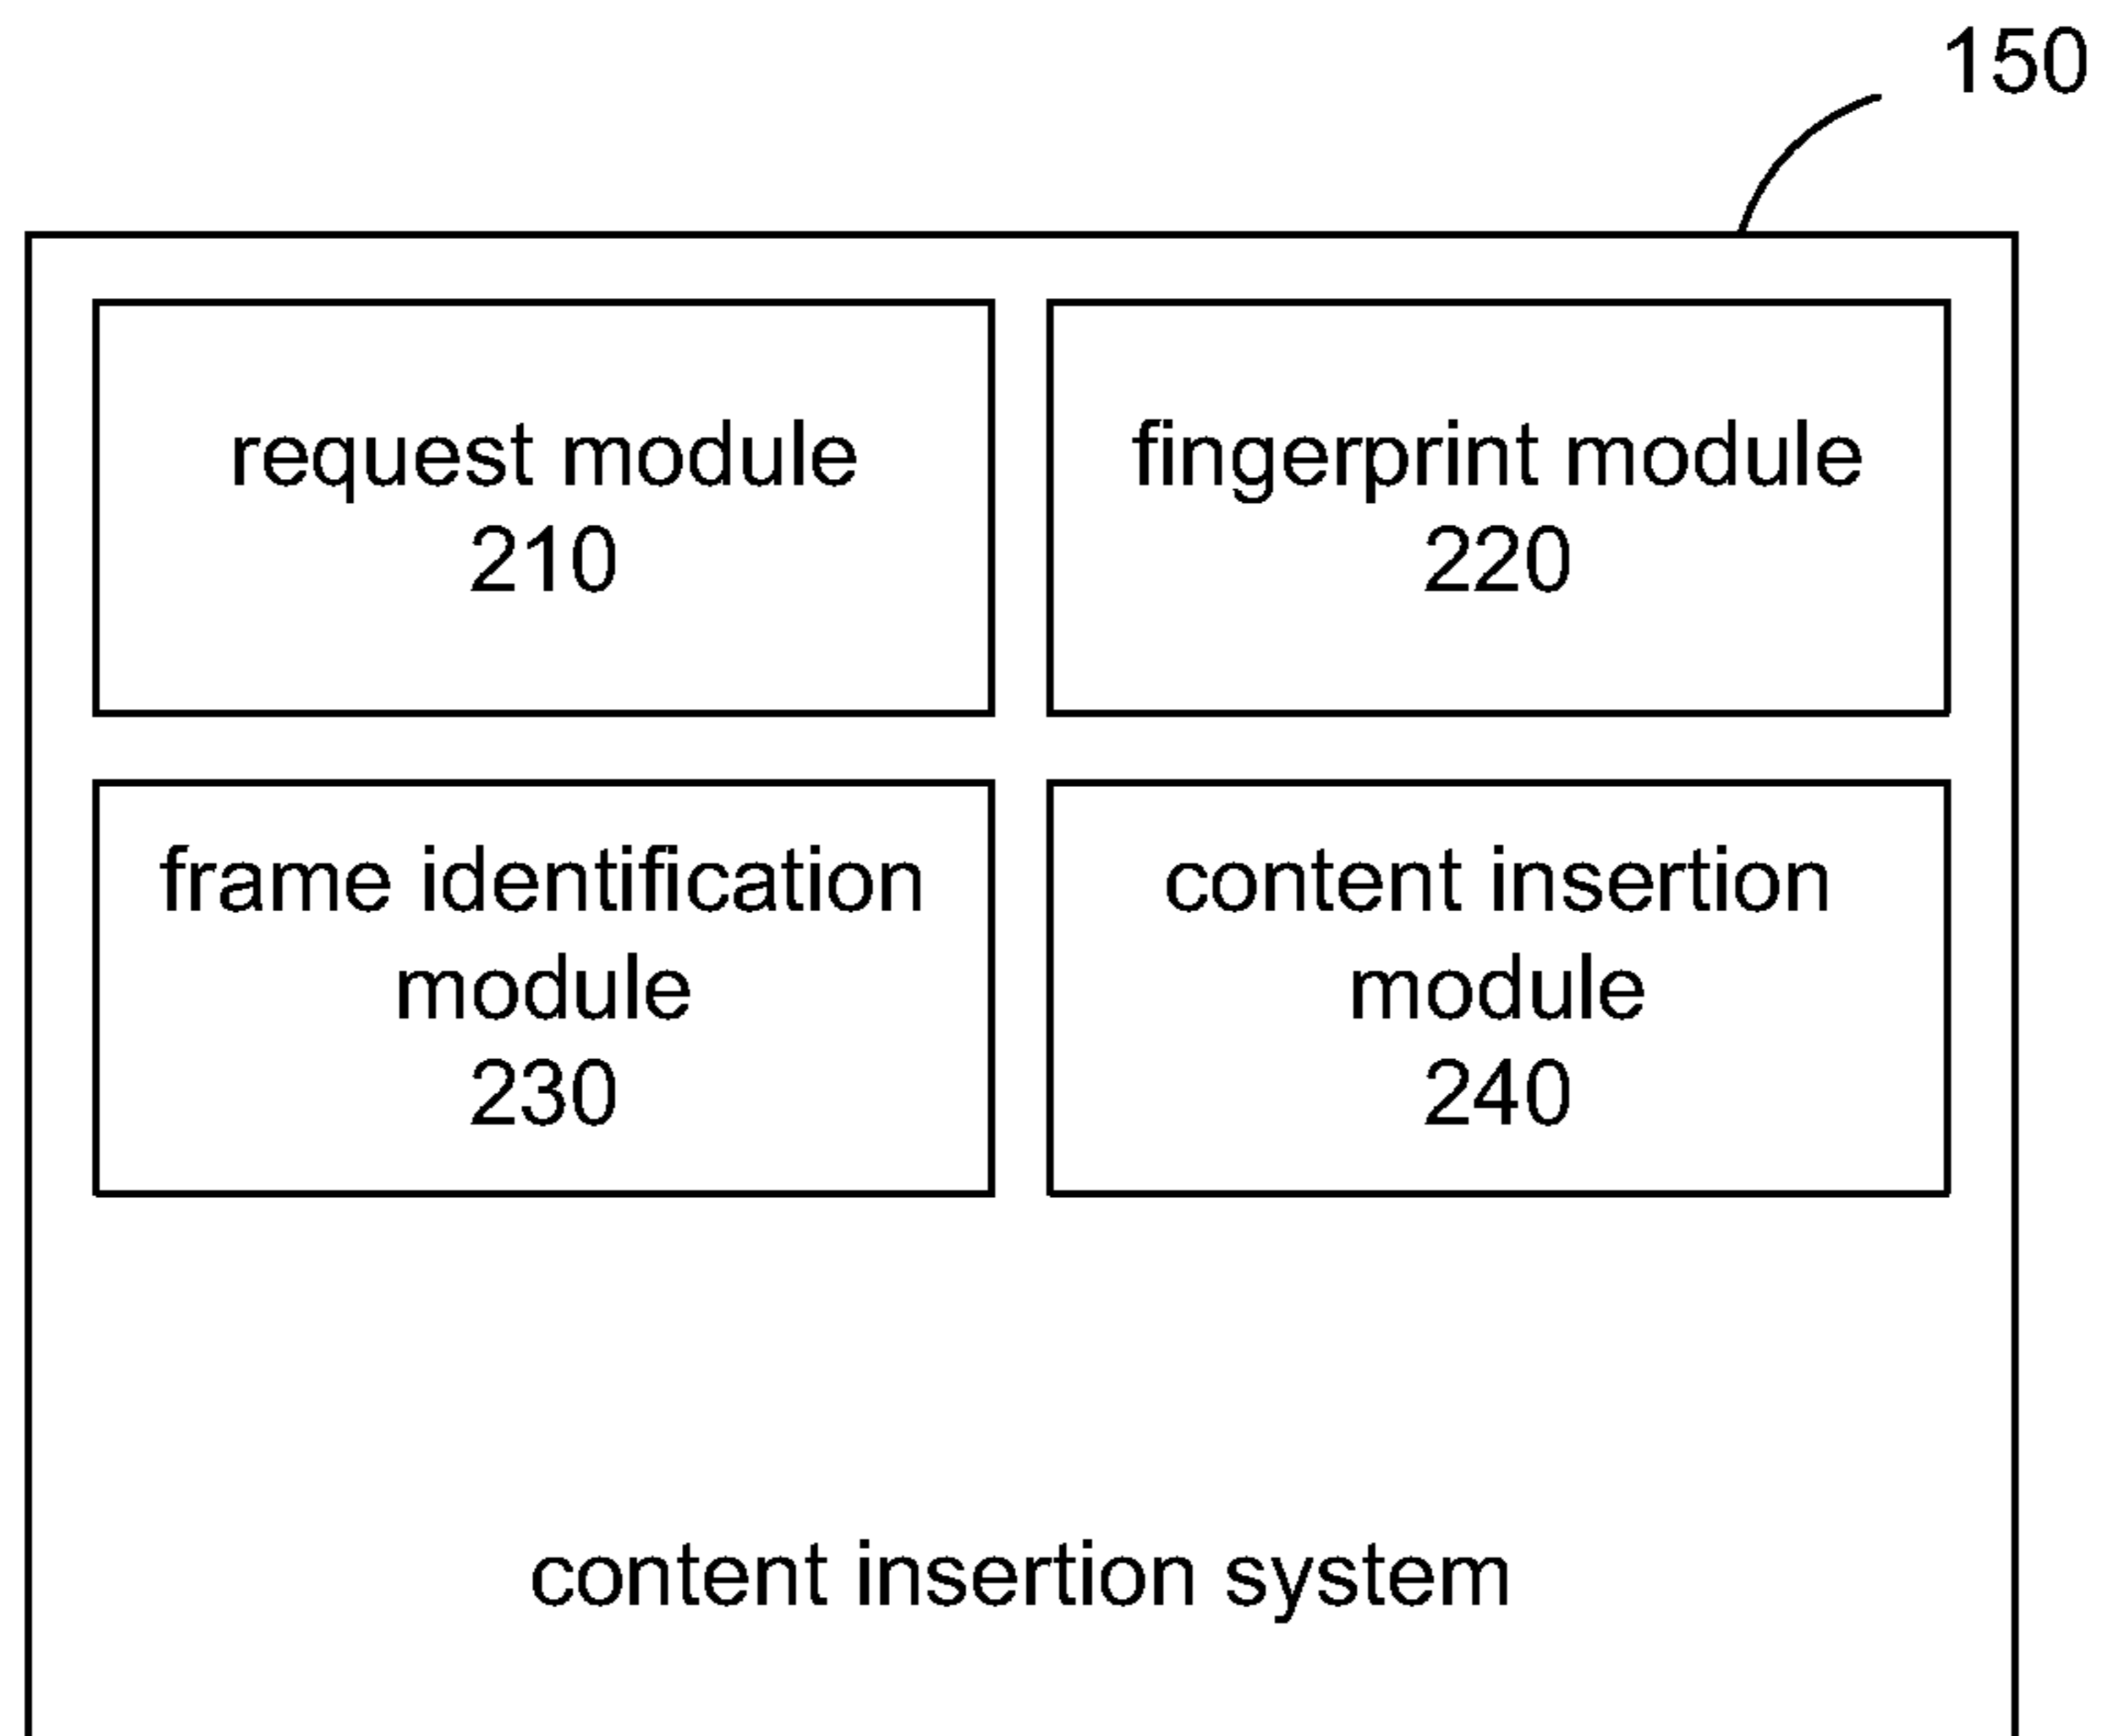 150
request module
210
fingerprint module
220
frame identification
module
230
content insertion
module
240
content insertion system